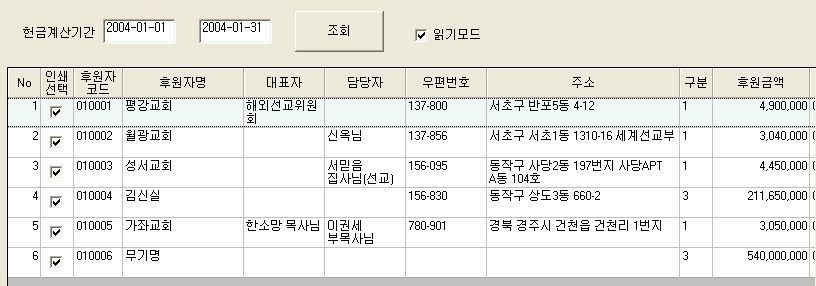 헌금계산기간 2004-01-01 2004-01-31 조회 읽기모드
No 인쇄선택 후원자코드 후원자명 대표자 담당자 우편번호 주소 구분 후원금액
1 010001 평강교회 해외선교위원회 137-800 서초구 반포5동 4-12 1 4,900,000
2 010002 월광교회 신옥님 137-856 서초구 서초1동 1310-16 세계선교부 1 3,040,000
3 010003 성서교회 서믿음 집사님(선교) 156-095 동작구 사당2동 197번지 사당APT A동 104호 1 4,450,000
4 010004 김신실 156-830 동작구 상도3동 660-2 3 211,650,000
5 010005 가좌교회 한소망 목사님 이권세 부목사님 780-901 경북 경주시 건천읍 건천리 1번지 1 3,050,000
6 010006 무기명 3 540,000,000